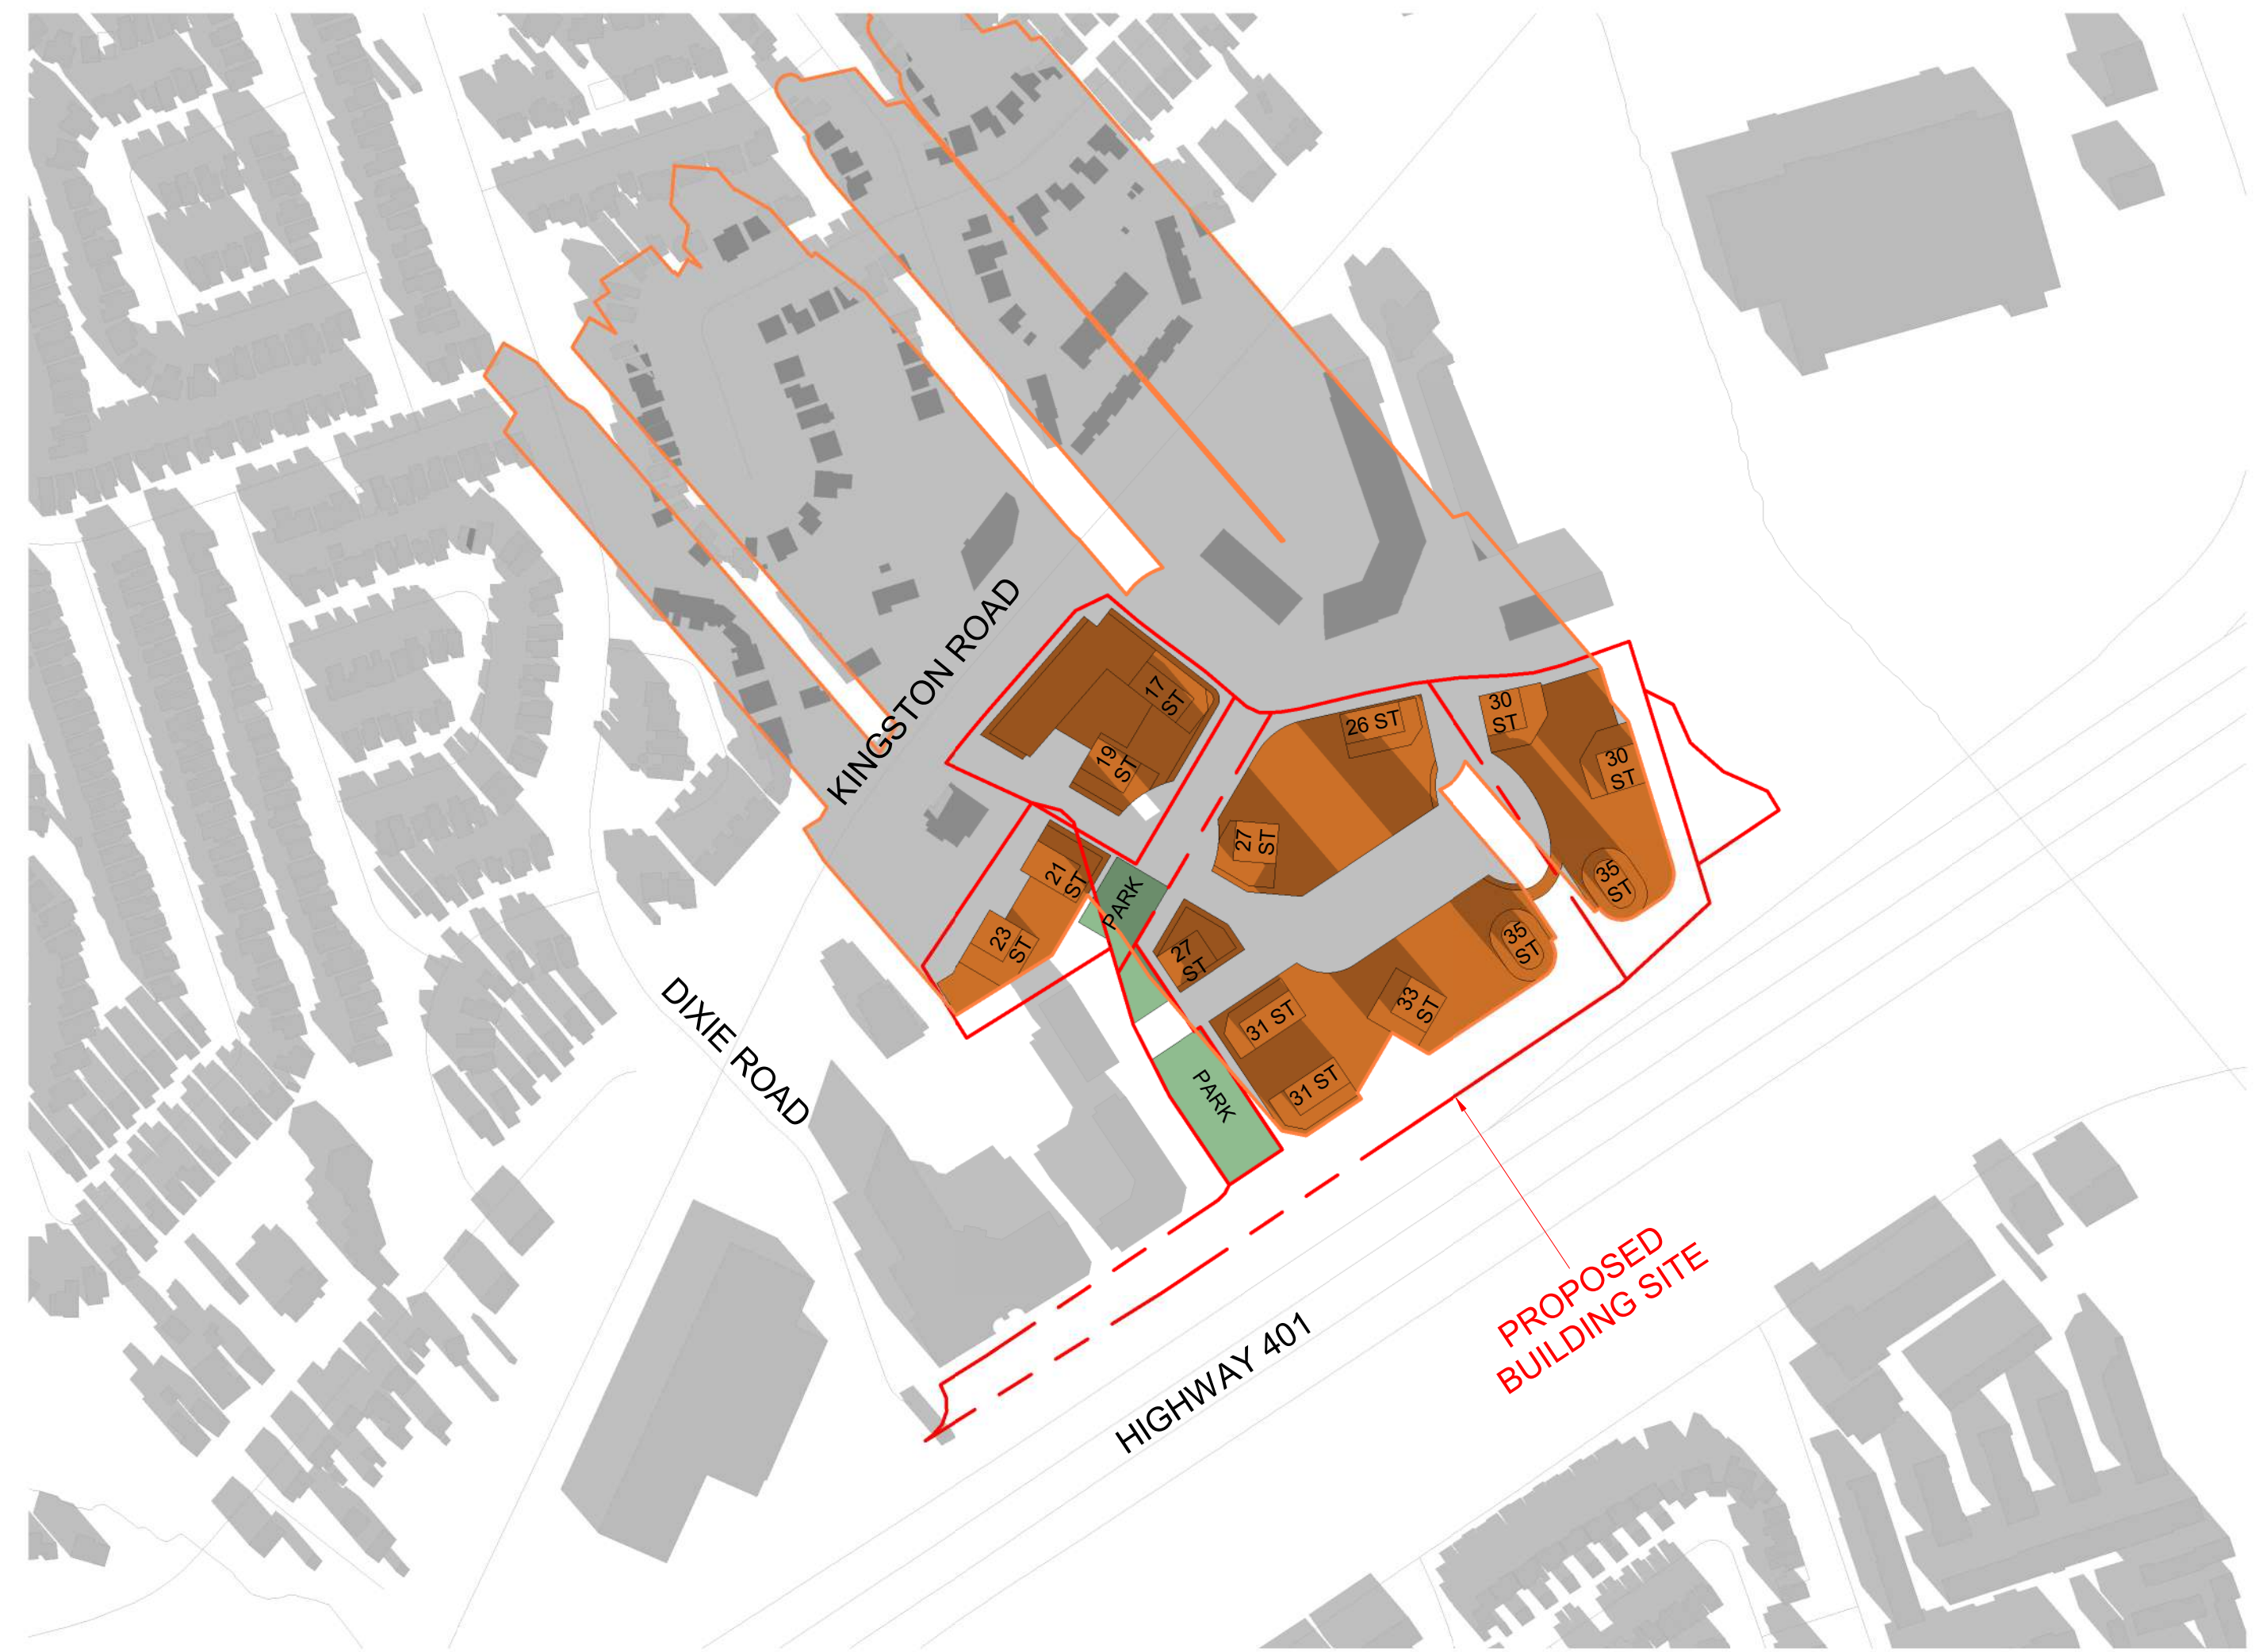 KINGSTON ROAD
17
ST
19
ST
26 ST
30
ST
30
ST
27
ST
21
ST
PARK
35
ST
23
ST
27
ST
35
ST
33
ST
31 ST
31 ST
PARK
DIXIE ROAD
HIGHWAY 401
PROPOSED
BUILDING SITE